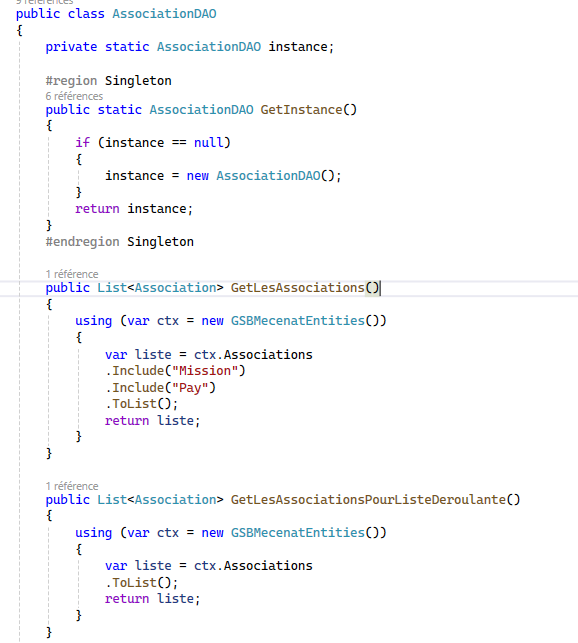 9 références
public class AssociationDAO
{
private static AssociationDAO instance;
#region Singleton
6 références
public static AssociationDAO GetInstance()
{
if (instance == null)
{
instance = new AssociationDAO();
}
return instance;
}
#endregion Singleton
1 référence
public List<Association> GetLesAssociations()
{
using (var ctx = new GSBMecenatEntities())
{
var liste = ctx.Associations
.Include("Mission")
.Include("Pay")
.ToList();
return liste;
}
}
1 référence
public List<Association> GetLesAssociationsPourListeDeroulante()
{
using (var ctx = new GSBMecenatEntities())
{
var liste = ctx.Associations
.ToList();
return liste;
}
}